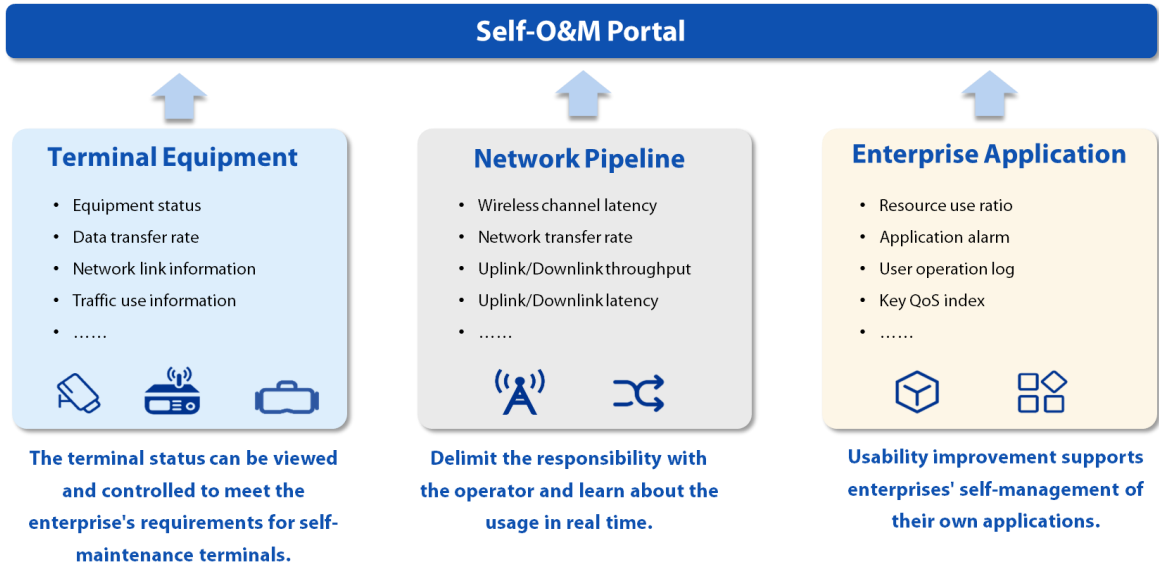 Self-O&M Portal
Terminal Equipment
• Equipment status
• Data transfer rate
• Network link information
• Traffic use information
• ……
The terminal status can be viewed
and controlled to meet the
enterprise's requirements for self-
maintenance terminals.
Network Pipeline
• Wireless channel latency
• Network transfer rate
• Uplink/Downlink throughput
• Uplink/Downlink latency
• ……
Delimit the responsibility with
the operator and learn about the
usage in real time.
Enterprise Application
• Resource use ratio
• Application alarm
• User operation log
• Key QoS index
• ……
Usability improvement supports
enterprises' self-management of
their own applications.